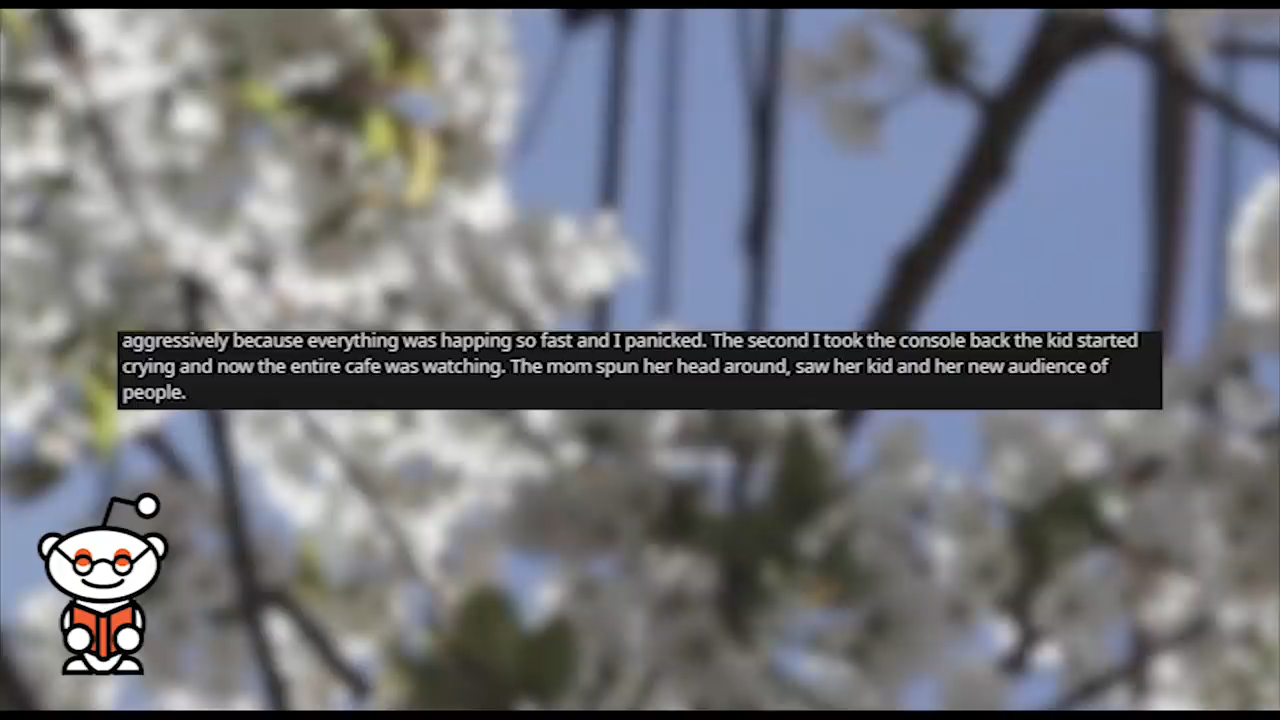 aggressively because everything was happing so fast and I panicked. The second I took the console back the kid started
crying and now the entire cafe was watching. The mom spun her head around, saw her kid and her new audience of
people.